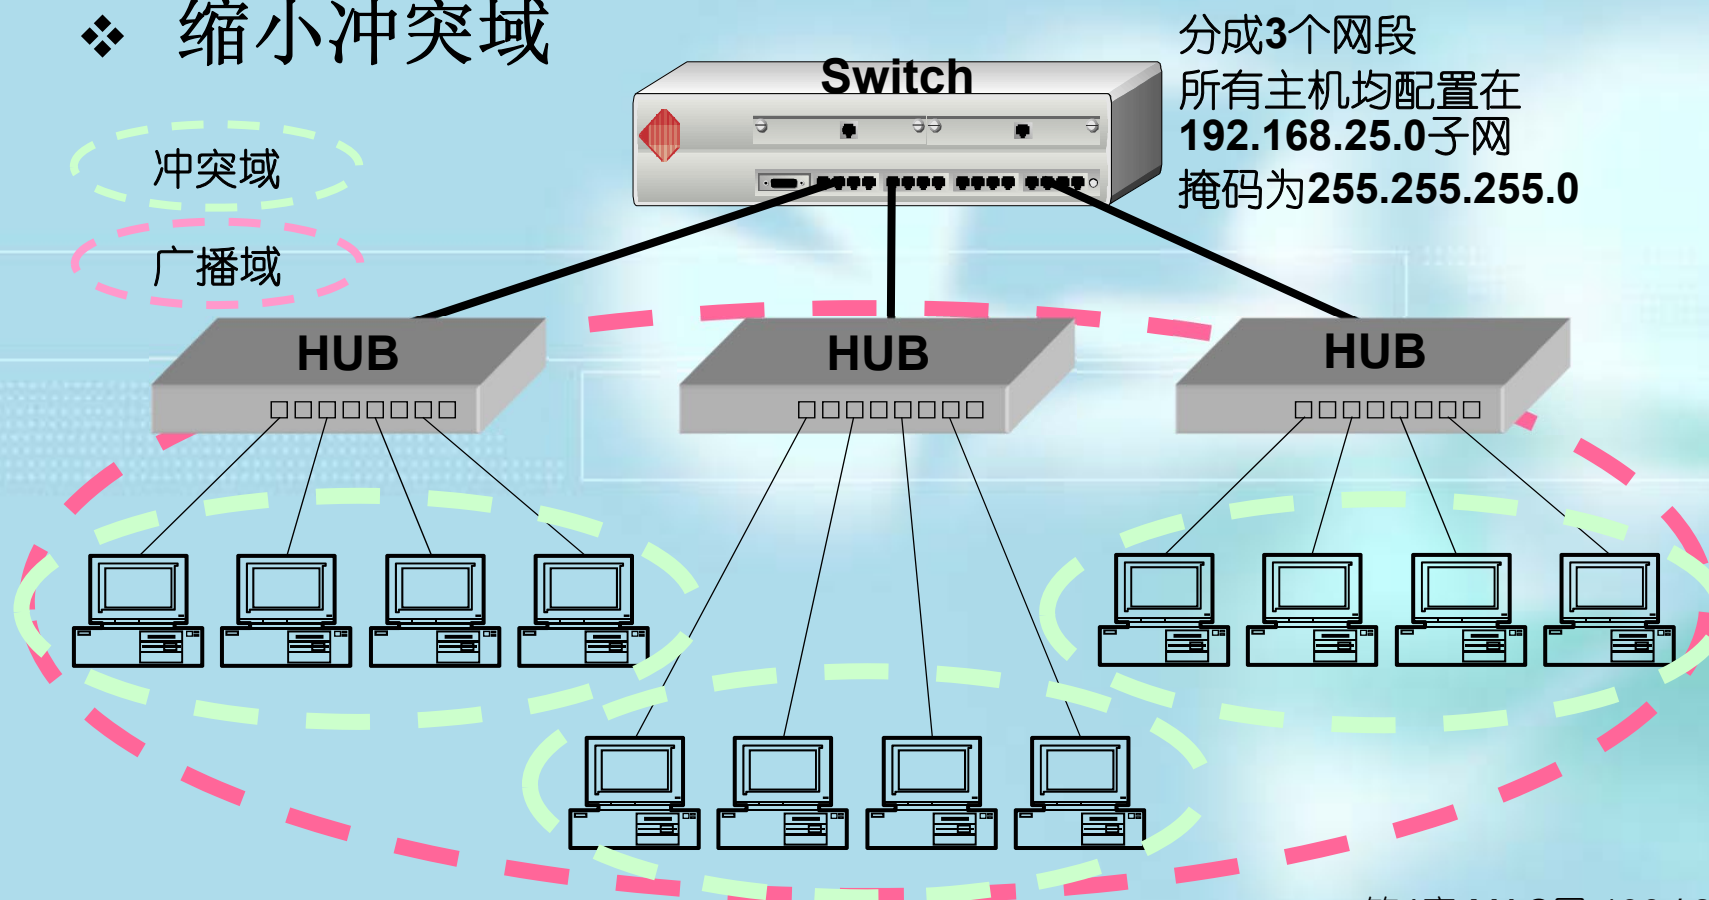 缩小冲突域
Switch
分成3个网段
所有主机均配置在
192.168.25.0子网
掩码为255.255.255.0
冲突域
广播域
HUB
HUB
HUB